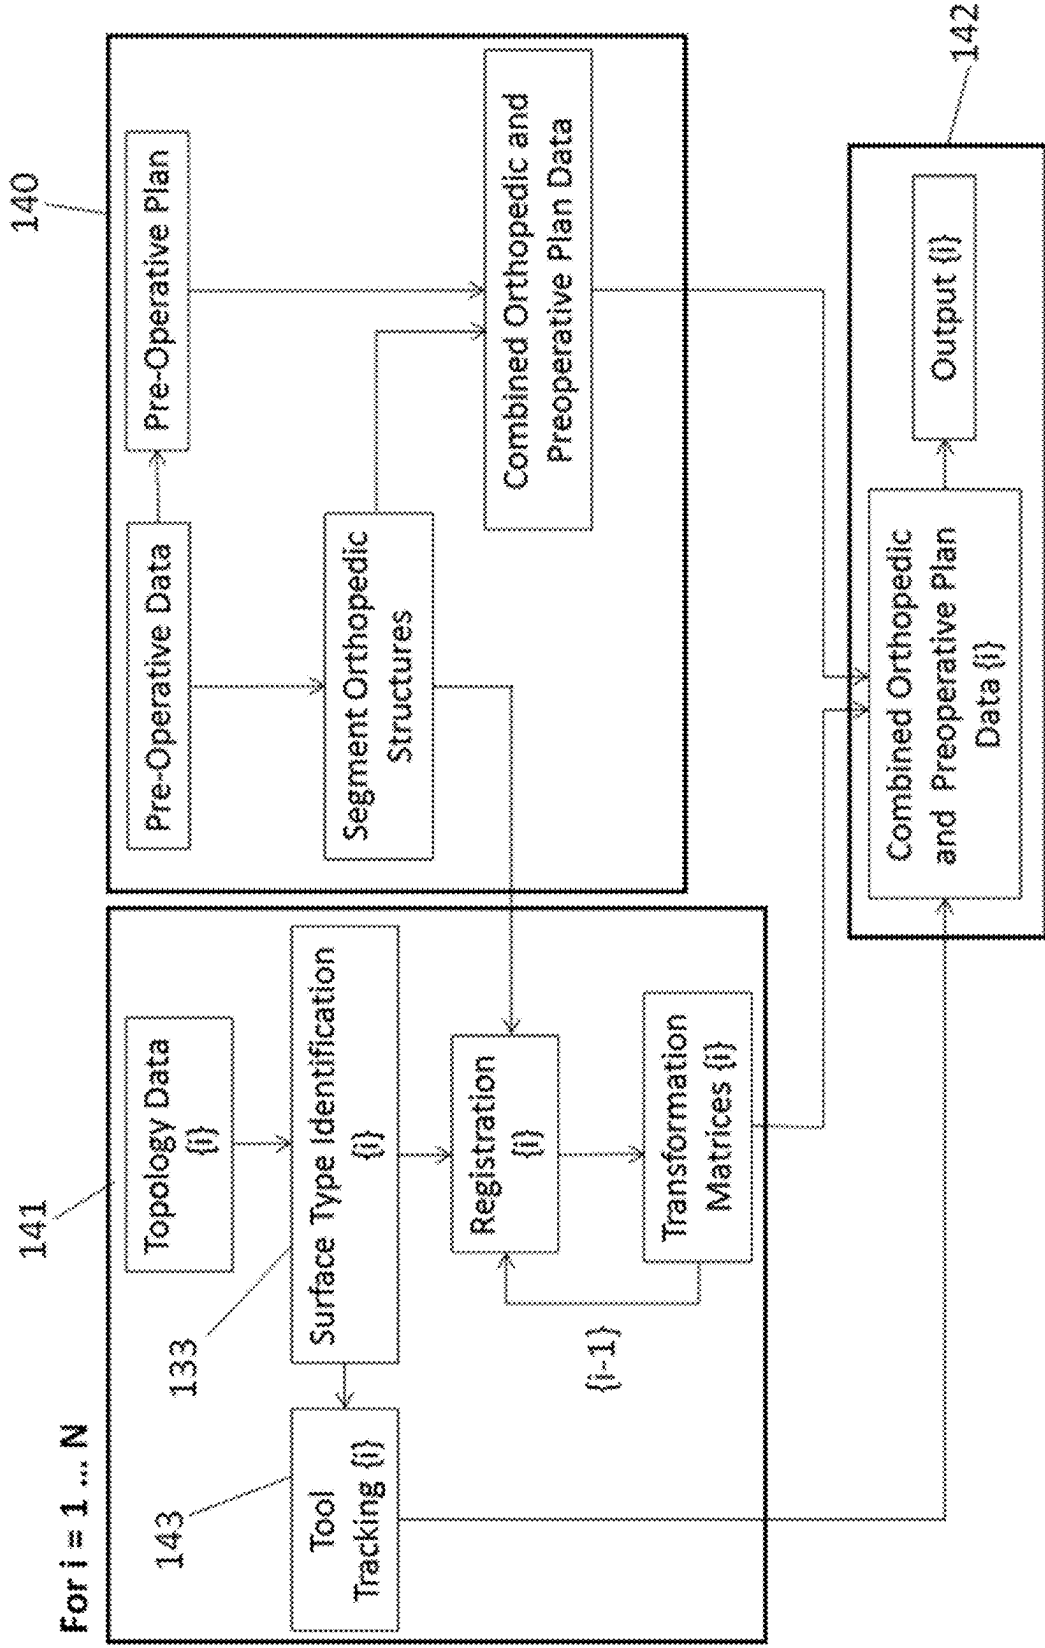 For i = 1 ... N
141
140
Topology Data
{i}
133
Surface Type Identification
{i}
143
Tool
Tracking {i}
Registration
{i}
{i-1}
Transformation
Matrices {i}
Pre-Operative Data
Pre-Operative Plan
Segment Orthopedic
Structures
Combined Orthopedic and
Preoperative Plan Data
Combined Orthopedic
and Preoperative Plan
Data {i}
Output {i}
142